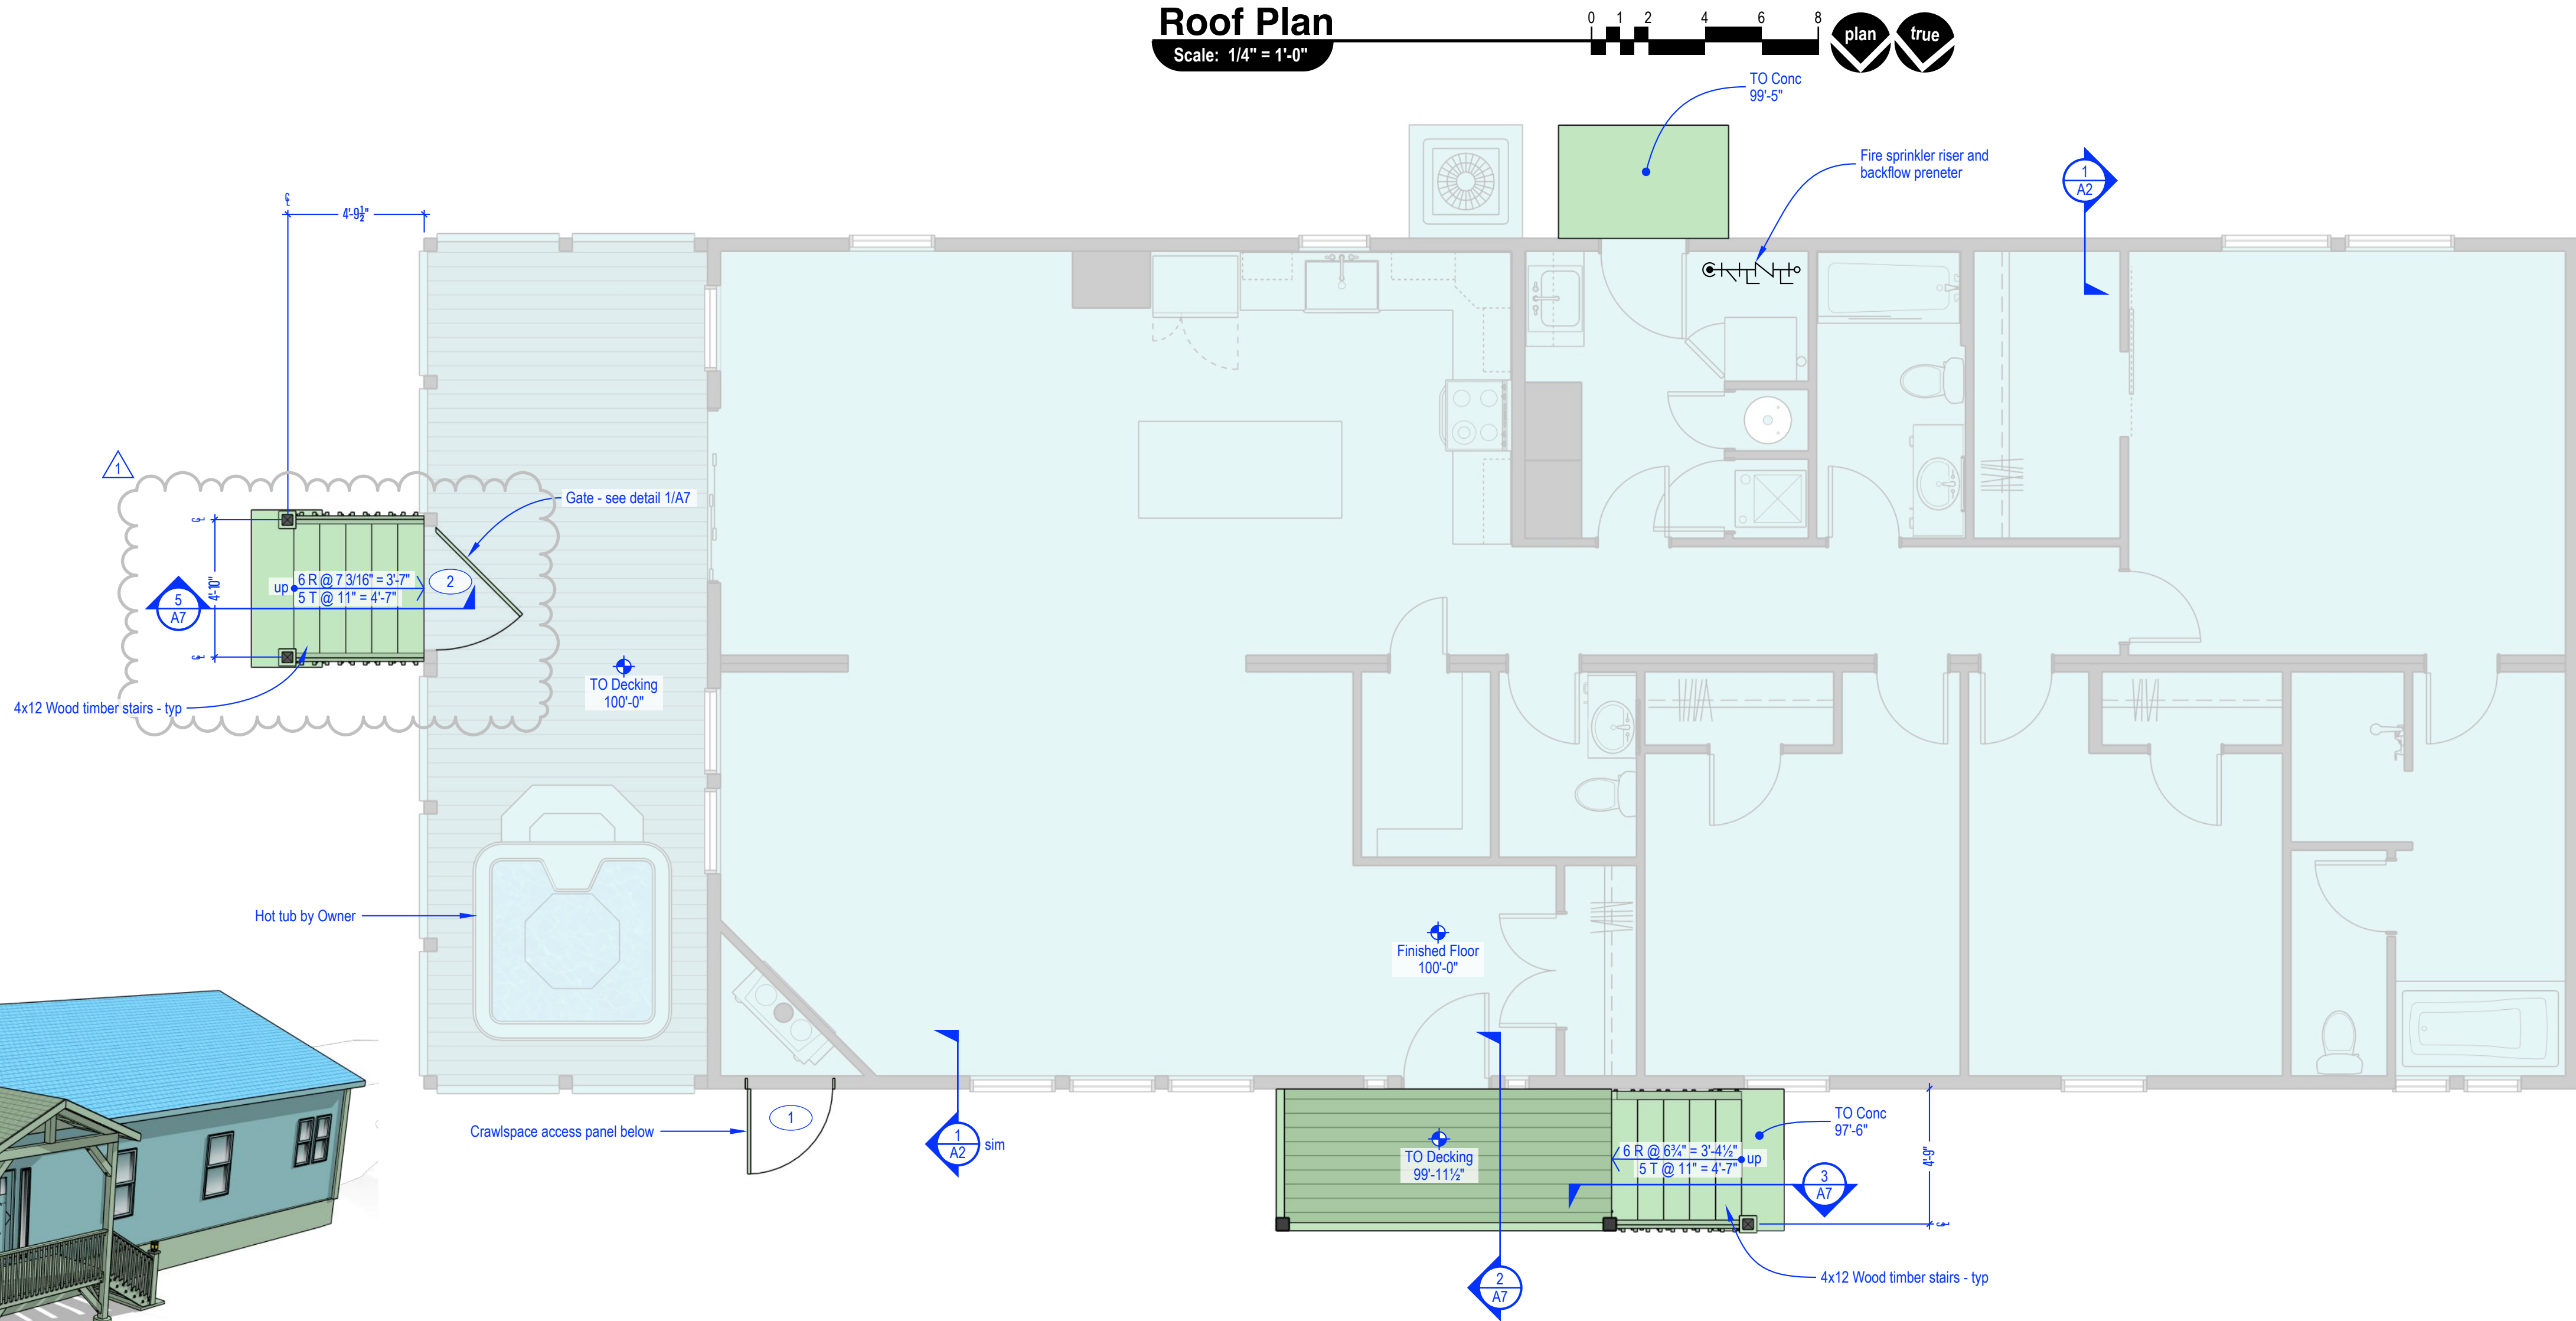 Roof Plan
Scale: 1/4" = 1'-0"
0 1 2 4 6 8
plan
true
TO Conc
99'-5"
Fire sprinkler riser and
backflow preneter
1
A2
4'-9½"
1
Gate - see detail 1/A7
6 R @ 7 3/16" = 3'-7"
up
5 T @ 11" = 4'-7"
2
4'-10"
5
A7
TO Decking
100'-0"
4x12 Wood timber stairs - typ
Hot tub by Owner
Finished Floor
100'-0"
Crawlspace access panel below
1
1
A2
sim
TO Decking
99'-11½"
6 R @ 6¾" = 3'-4½"
up
5 T @ 11" = 4'-7"
TO Conc
97'-6"
4'-9"
3
A7
2
A7
4x12 Wood timber stairs - typ